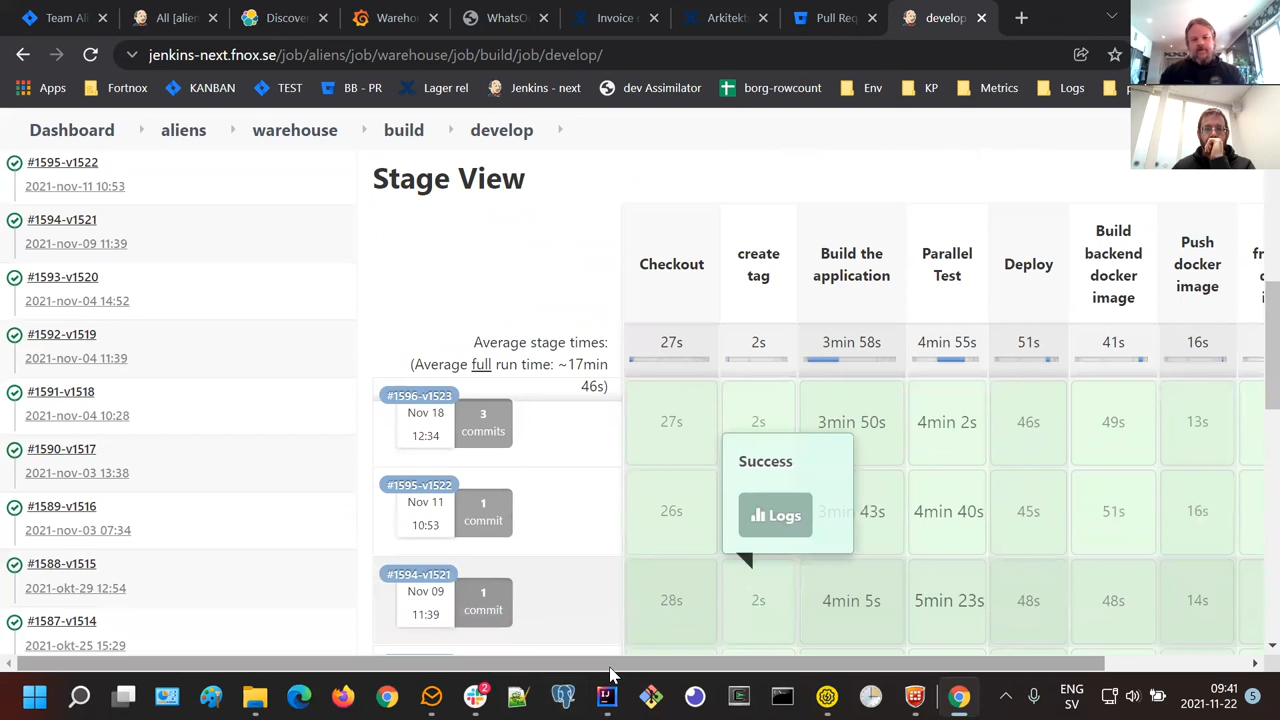 Team Ali
All [alien
Discove
Wareho
WhatsO
Invoice c
Arkitekt
Pull Req
develop
jenkins-next.fnox.se/job/aliens/job/warehouse/job/build/job/develop/
Apps
Fortnox
KANBAN
TEST
BB - PR
Lager rel
Jenkins - next
dev Assimilator
borg-rowcount
Env
KP
Metrics
Logs
Dashboard
aliens
warehouse
build
develop
#1595-v1522
2021-nov-11 10:53
#1594-v1521
2021-nov-09 11:39
#1593-v1520
2021-nov-04 14:52
#1592-v1519
2021-nov-04 11:39
#1591-v1518
2021-nov-04 10:28
#1590-v1517
2021-nov-03 13:38
#1589-v1516
2021-nov-03 07:34
#1588-v1515
2021-okt-29 12:54
#1587-v1514
2021-okt-25 15:29
Stage View
Checkout
create
tag
Build the
application
Parallel
Test
Deploy
Build
backend
docker
image
Push
docker
image
Average stage times:
(Average full run time: ~17min
46s)
27s
2s
3min 58s
4min 55s
51s
41s
16s
#1596-v1523
Nov 18
12:34
3
commits
27s
2s
3min 50s
4min 2s
46s
49s
13s
Success
Logs
#1595-v1522
Nov 11
10:53
1
commit
26s
3min 43s
4min 40s
45s
51s
16s
#1594-v1521
Nov 09
11:39
1
commit
28s
2s
4min 5s
5min 23s
48s
48s
14s
2
ENG
SV
09:41
2021-11-22
5